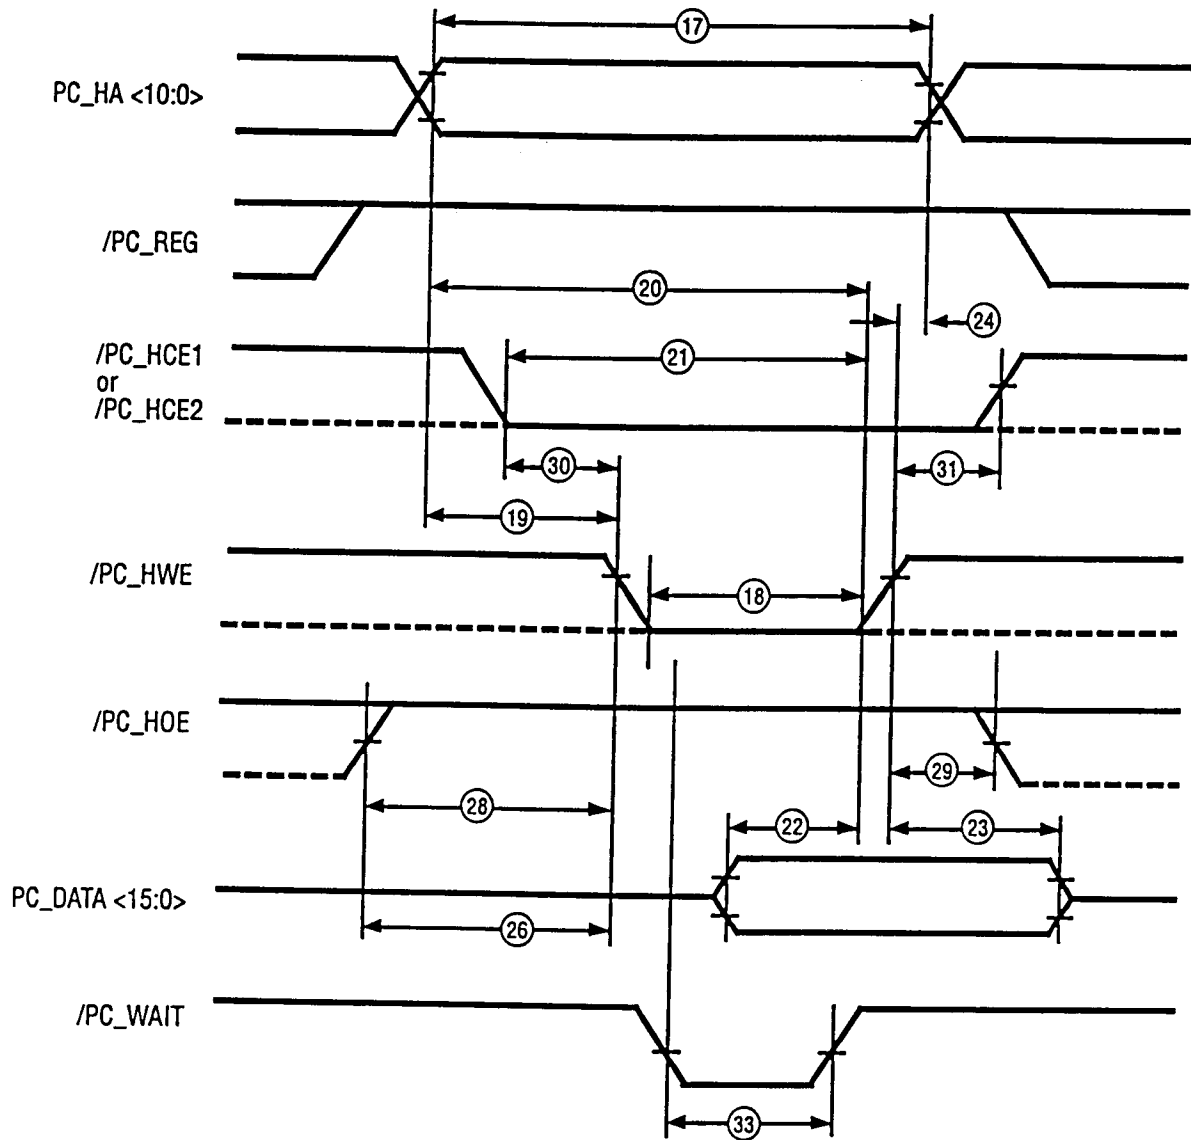 17
PC_HA <10:0>
/PC_REG
20
24
/PC_HCE1
or
/PC_HCE2
21
30
31
19
/PC_HWE
18
/PC_HOE
29
28
22
23
PC_DATA <15:0>
26
/PC_WAIT
33